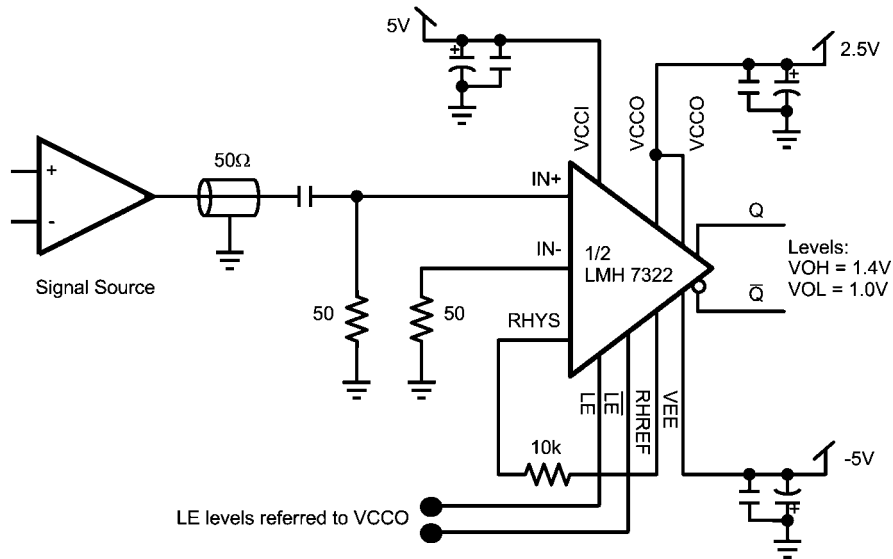 5V
2.5V
VCCI
VCCO
VCCO
50Ω
+
-
IN+
IN-
Q
Q̅
Levels:
VOH = 1.4V
VOL = 1.0V
1/2
LMH 7322
Signal Source
50
50
RHYS
LE
L̅E̅
RHREF
VEE
10k
-5V
LE levels referred to VCCO
+
+
+